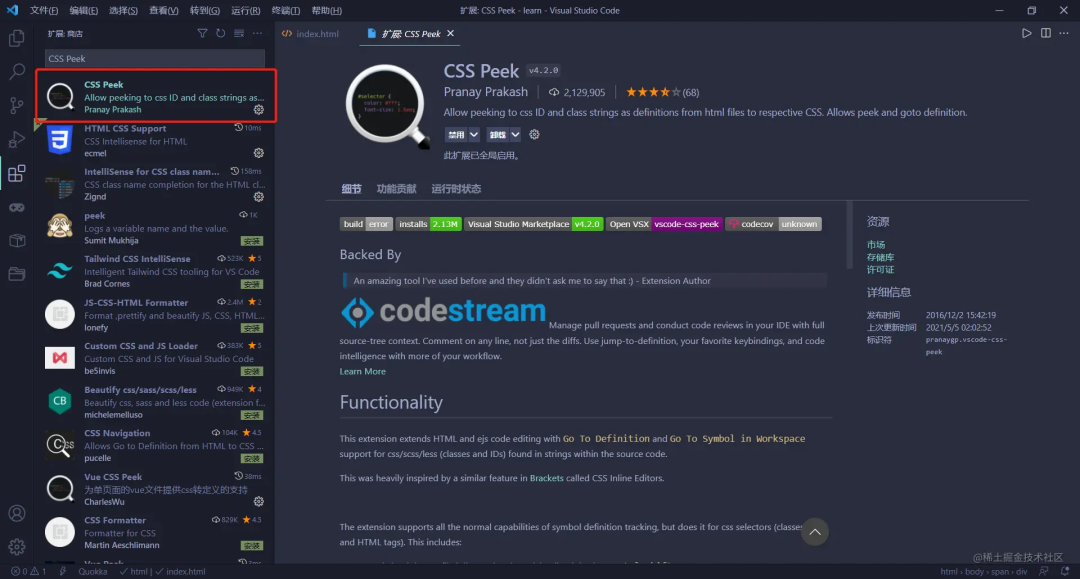 文件(F) 编辑(E) 选择(S) 查看(V) 转到(G) 运行(R) 终端(T) 帮助(H) 扩展: CSS Peek - learn - Visual Studio Code
扩展: 商店
CSS Peek
CSS Peek
Allow peeking to css ID and class strings as...
Pranay Prakash
HTML CSS Support 10ms
CSS Intellisense for HTML
ecmel
IntelliSense for CSS class nam... 158ms
CSS class name completion for the HTML cl...
Zignd
peek 1K
Logs a variable name and the value.
Sumit Mukhija 安装
Tailwind CSS IntelliSense 523K 5
Intelligent Tailwind CSS tooling for VS Code
Brad Cornes 安装
JS-CSS-HTML Formatter 2.4M 2
Format ,prettify and beautify JS, CSS, HTML...
lonefy 安装
Custom CSS and JS Loader 383K 5
Custom CSS and JS for Visual Studio Code
be5invis 安装
CB
Beautify css/sass/scss/less 949K 4
Beautify css, sass and less code (extension f...
michelemelluso 安装
CSS Navigation 104K 4.5
Allows Go to Definition from HTML to CSS ...
pucelle 安装
Vue CSS Peek 38ms
为单页面的vue文件提供css转定义的支持
CharlesWu
CSS Formatter 829K 4.5
Formatter for CSS
Martin Aeschlimann 安装
index.html 扩展: CSS Peek
CSS Peek v4.2.0
Pranay Prakash 2,129,905 (68)
Allow peeking to css ID and class strings as definitions from html files to respective CSS. Allows peek and goto definition.
禁用 卸载
此扩展已全局启用。
细节 功能贡献 运行时状态
build error installs 2.13M Visual Studio Marketplace v4.2.0 Open VSX vscode-css-peek codecov unknown
Backed By
An amazing tool I've used before and they didn't ask me to say that :) - Extension Author
codestream Manage pull requests and conduct code reviews in your IDE with full
source-tree context. Comment on any line, not just the diffs. Use jump-to-definition, your favorite keybindings, and code
intelligence with more of your workflow.
Learn More
Functionality
This extension extends HTML and ejs code editing with Go To Definition and Go To Symbol in Workspace
support for css/scss/less (classes and IDs) found in strings within the source code.
This was heavily inspired by a similar feature in Brackets called CSS Inline Editors.
The extension supports all the normal capabilities of symbol definition tracking, but does it for css selectors (classes
and HTML tags). This includes:
资源
市场
存储库
许可证
详细信息
发布时间 2016/12/2 15:42:19
上次更新时间 2021/5/5 02:02:52
标识符 pranaygp.vscode-css-
peek
@稀土掘金技术社区
0 1 Quokka html index.html html › body › span › div